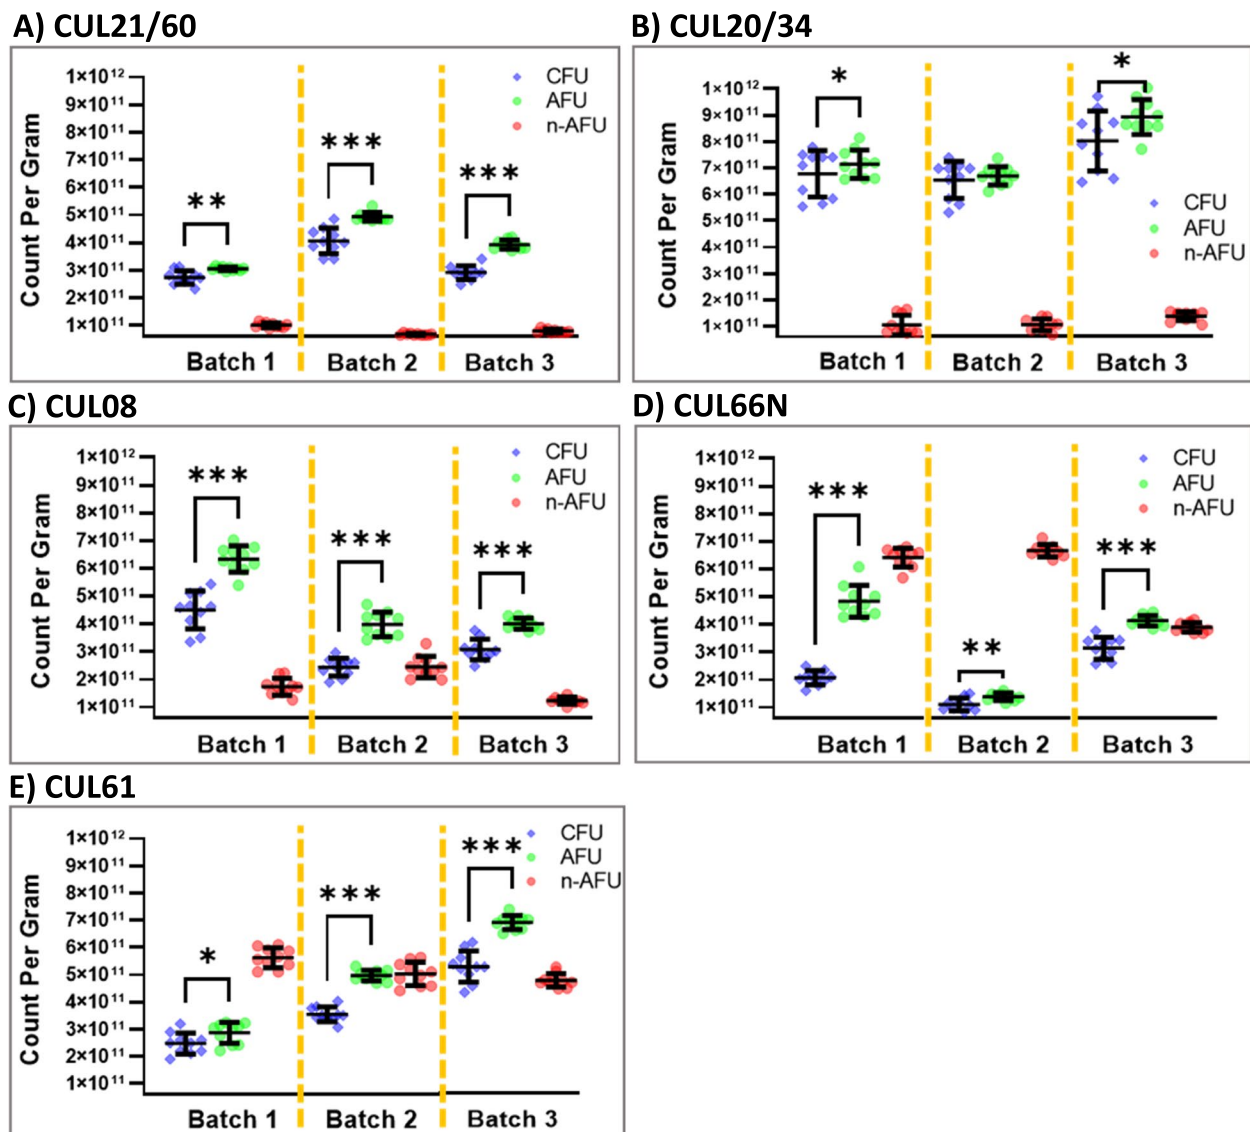 A) CUL21/60
1×10¹²
9×10¹¹
8×10¹¹
7×10¹¹
6×10¹¹
5×10¹¹
4×10¹¹
3×10¹¹
2×10¹¹
1×10¹¹
Count Per Gram
CFU
AFU
n-AFU
**
***
***
Batch 1
Batch 2
Batch 3
B) CUL20/34
1×10¹²
9×10¹¹
8×10¹¹
7×10¹¹
6×10¹¹
5×10¹¹
4×10¹¹
3×10¹¹
2×10¹¹
1×10¹¹
Count Per Gram
*
*
CFU
AFU
n-AFU
Batch 1
Batch 2
Batch 3
C) CUL08
1×10¹²
9×10¹¹
8×10¹¹
7×10¹¹
6×10¹¹
5×10¹¹
4×10¹¹
3×10¹¹
2×10¹¹
1×10¹¹
Count Per Gram
CFU
AFU
n-AFU
***
***
***
Batch 1
Batch 2
Batch 3
D) CUL66N
1×10¹²
9×10¹¹
8×10¹¹
7×10¹¹
6×10¹¹
5×10¹¹
4×10¹¹
3×10¹¹
2×10¹¹
1×10¹¹
Count Per Gram
CFU
AFU
n-AFU
***
**
***
Batch 1
Batch 2
Batch 3
E) CUL61
1×10¹²
9×10¹¹
8×10¹¹
7×10¹¹
6×10¹¹
5×10¹¹
4×10¹¹
3×10¹¹
2×10¹¹
1×10¹¹
Count Per Gram
CFU
AFU
n-AFU
*
***
***
Batch 1
Batch 2
Batch 3